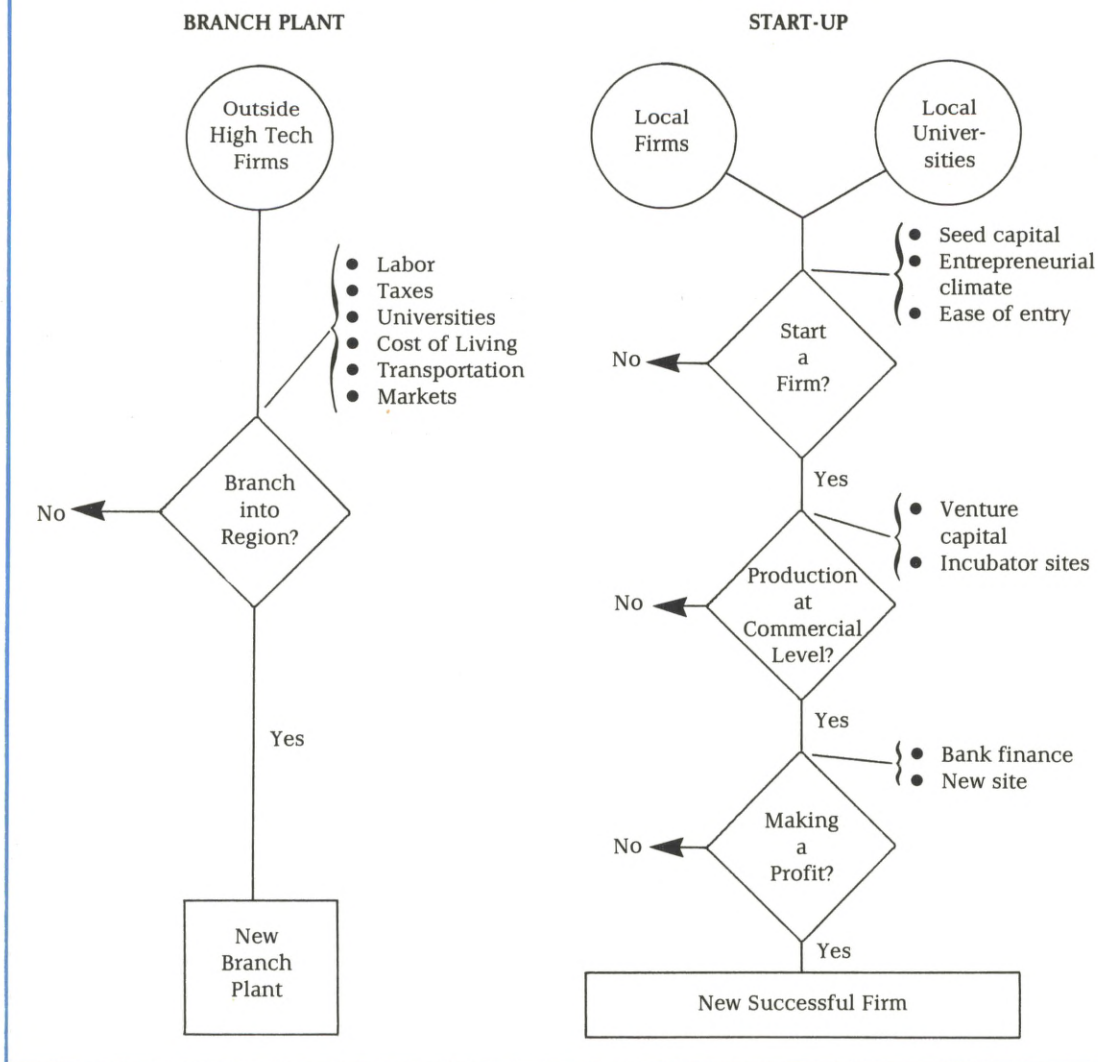 BRANCH PLANT
Outside
High Tech
Firms
● Labor
● Taxes
● Universities
● Cost of Living
● Transportation
● Markets
Branch
into
Region?
No
Yes
New
Branch
Plant
START-UP
Local
Firms
Local
Univer-
sities
● Seed capital
● Entrepreneurial
climate
● Ease of entry
Start
a
Firm?
No
Yes
● Venture
capital
● Incubator sites
Production
at
Commercial
Level?
No
Yes
● Bank finance
● New site
Making
a
Profit?
No
Yes
New Successful Firm